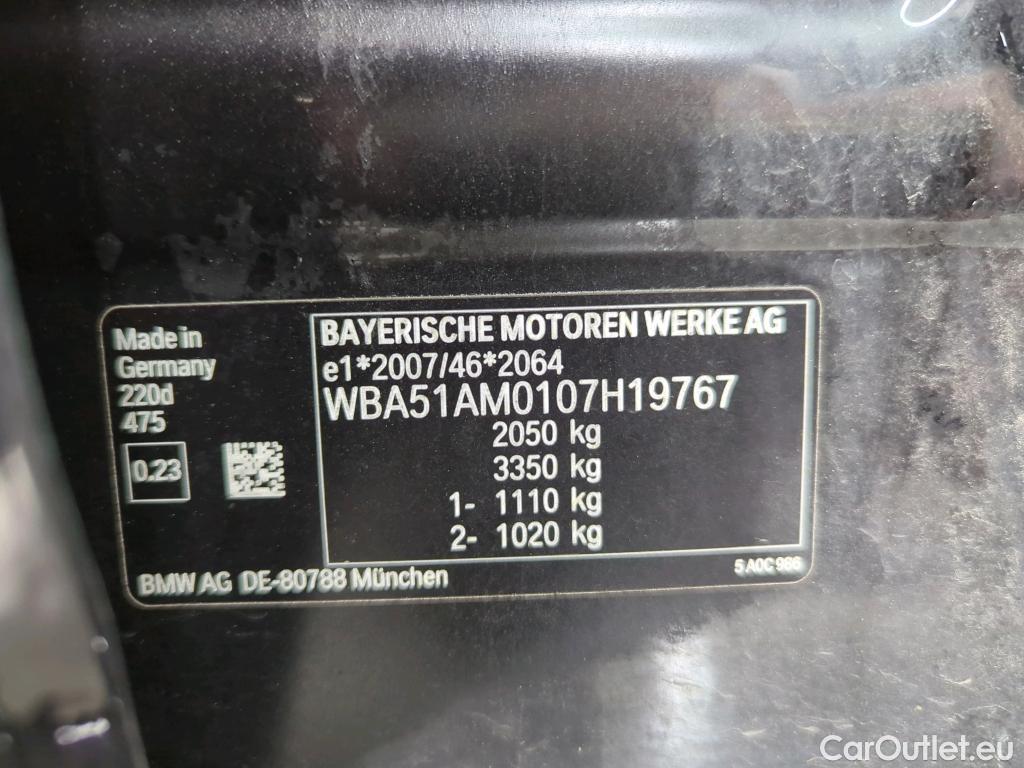 Made in
Germany
220d
475
0.23
BAYERISCHE MOTOREN WERKE AG
e1*2007/46*2064
WBA51AM0107H19767
2050 kg
3350 kg
1- 1110 kg
2- 1020 kg
BMW AG DE-80788 München
5 A0C 966
CarOutlet.eu